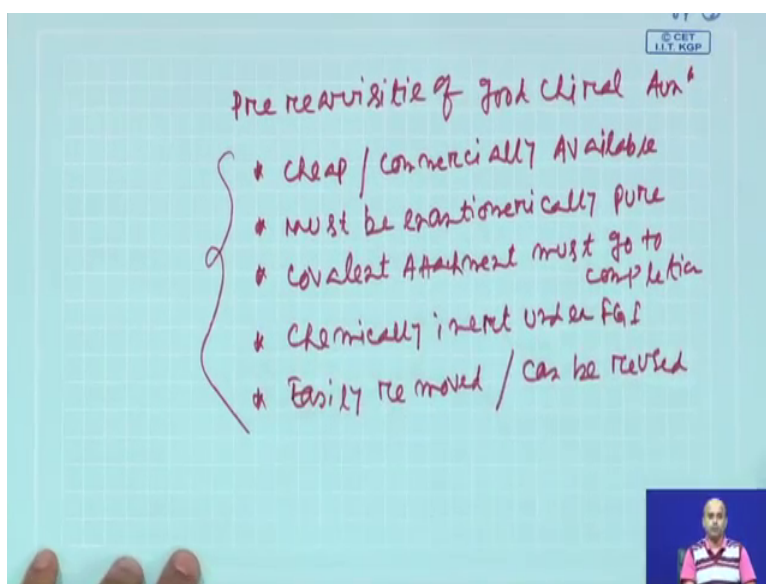 © CET
I.I.T. KGP
Pre requisitie of good chiral Aux^n
* Cheap / Commercially Available
* Must be enantiomerically pure
* Covalent Attachment must go to
completion
* Chemically inert under FGI
* Easily removed / can be reused